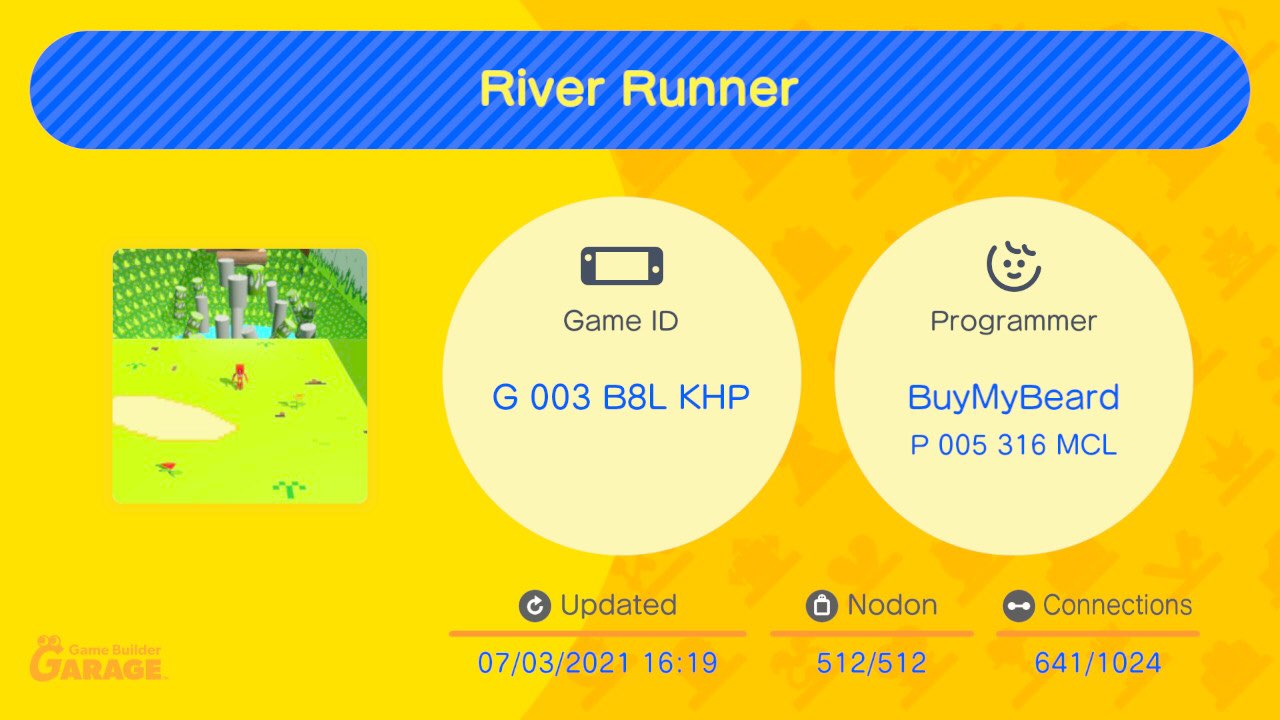 River Runner
Game ID
G 003 B8L KHP
Programmer
BuyMyBeard
P 005 316 MCL
Updated
07/03/2021 16:19
Nodon
512/512
Connections
641/1024
Game Builder
GARAGE